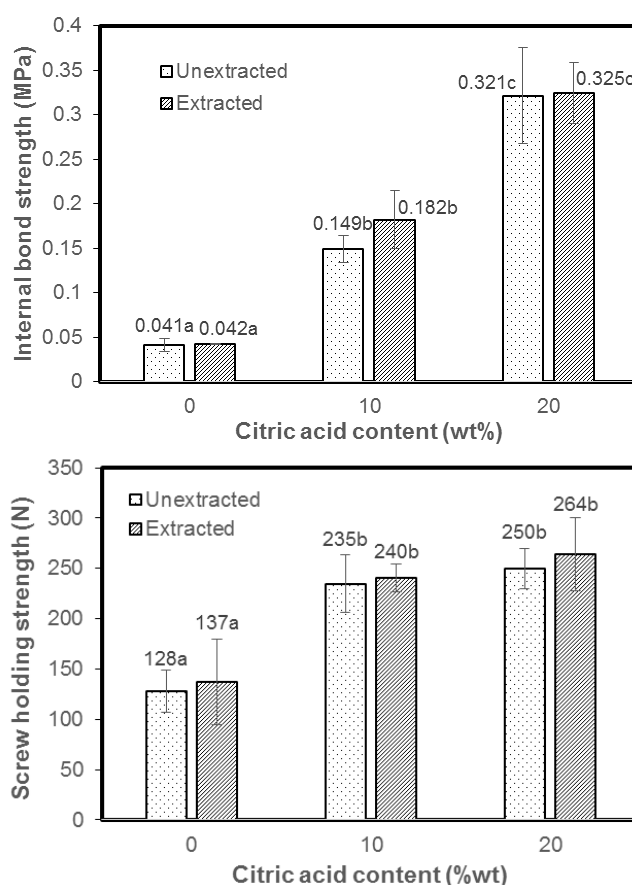 0.4
0.35
0.3
0.25
0.2
0.15
0.1
0.05
0
Internal bond strength (MPa)
Unextracted
Extracted
0.041a 0.042a
0.149b 0.182b
0.321c 0.325c
0 10 20
Citric acid content (wt%)
350
300
250
200
150
100
50
0
Screw holding strength (N)
Unextracted
Extracted
128a 137a
235b 240b
250b 264b
0 10 20
Citric acid content (%wt)